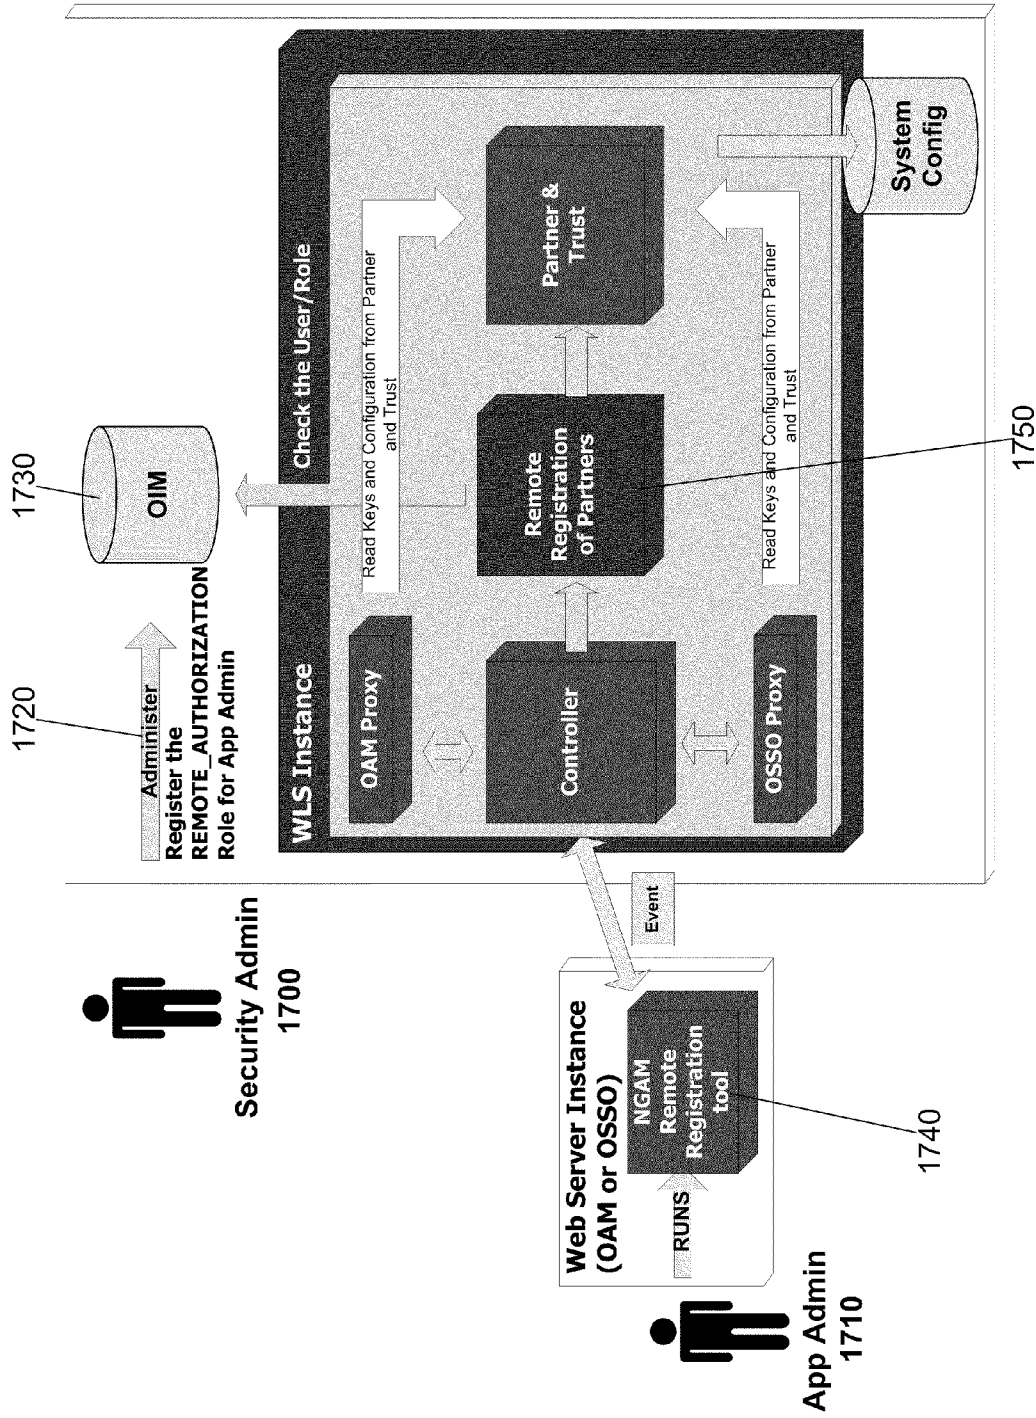 1720
1730
Administer
Register the
REMOTE_AUTHORIZATION
Role for App Admin
OIM
Security Admin
1700
WLS Instance
Check the User/Role
OAM Proxy
Read Keys and Configuration from Partner
and Trust
Controller
Remote
Registration
of Partners
Partner &
Trust
OSSO Proxy
Read Keys and Configuration from Partner
and Trust
System
Config
Event
Web Server Instance
(OAM or OSSO)
NGAM
Remote
Registration
tool
RUNS
App Admin
1710
1740
1750